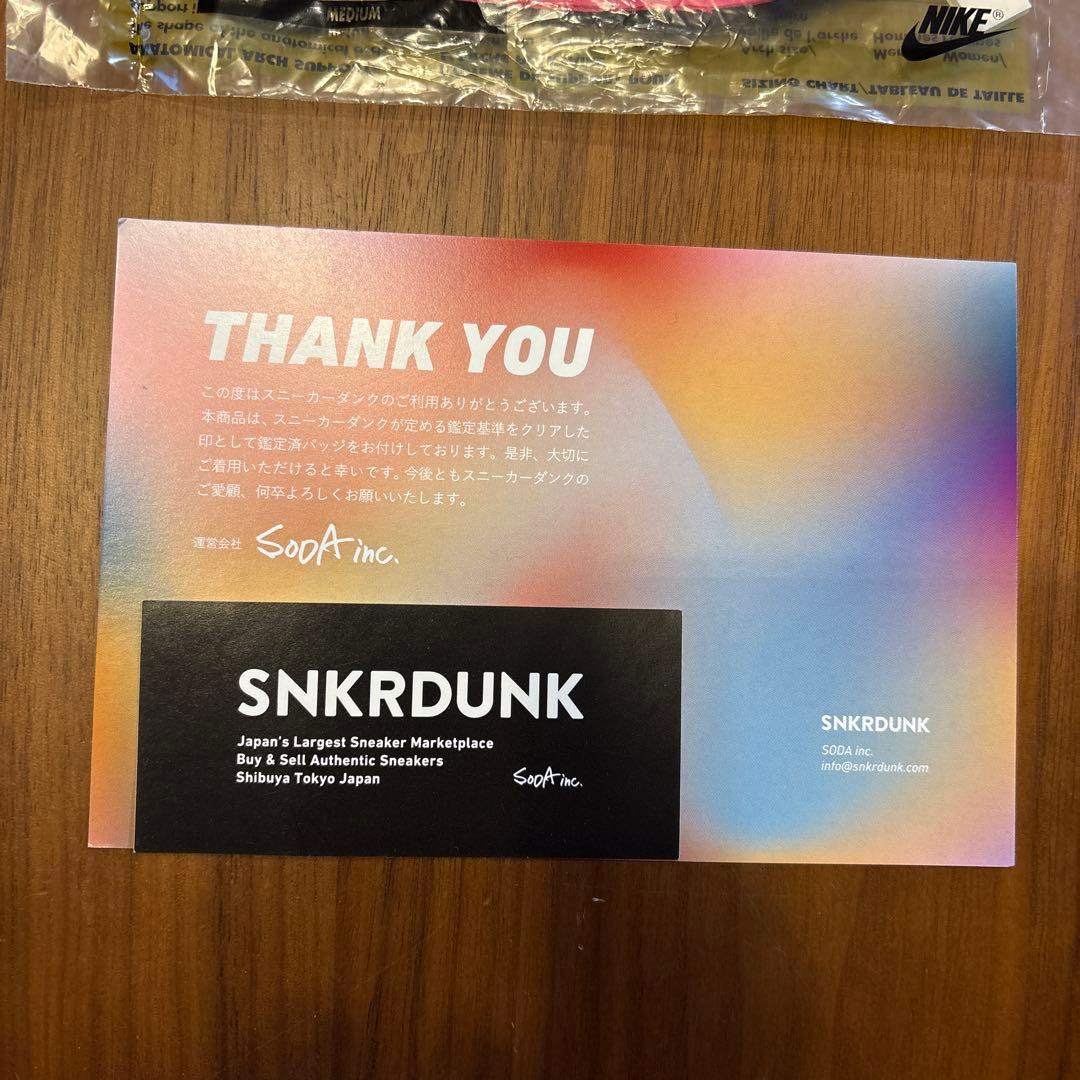 MEDIUM
NIKE®
ANATOMICAL ARCH SUPPORT
Arch size/
Women/
SIZING CHART/TABLEAU DE TAILLE
THANK YOU
この度はスニーカーダンクのご利用ありがとうございます。
本商品は、スニーカーダンクが定める鑑定基準をクリアした
印として鑑定済バッジをお付けしております。是非、大切に
ご着用いただけると幸いです。今後ともスニーカーダンクの
ご愛顧、何卒よろしくお願いいたします。
運営会社 SODA inc.
SNKRDUNK
Japan's Largest Sneaker Marketplace
Buy & Sell Authentic Sneakers
Shibuya Tokyo Japan
SODA inc.
SNKRDUNK
SODA inc.
info@snkrdunk.com